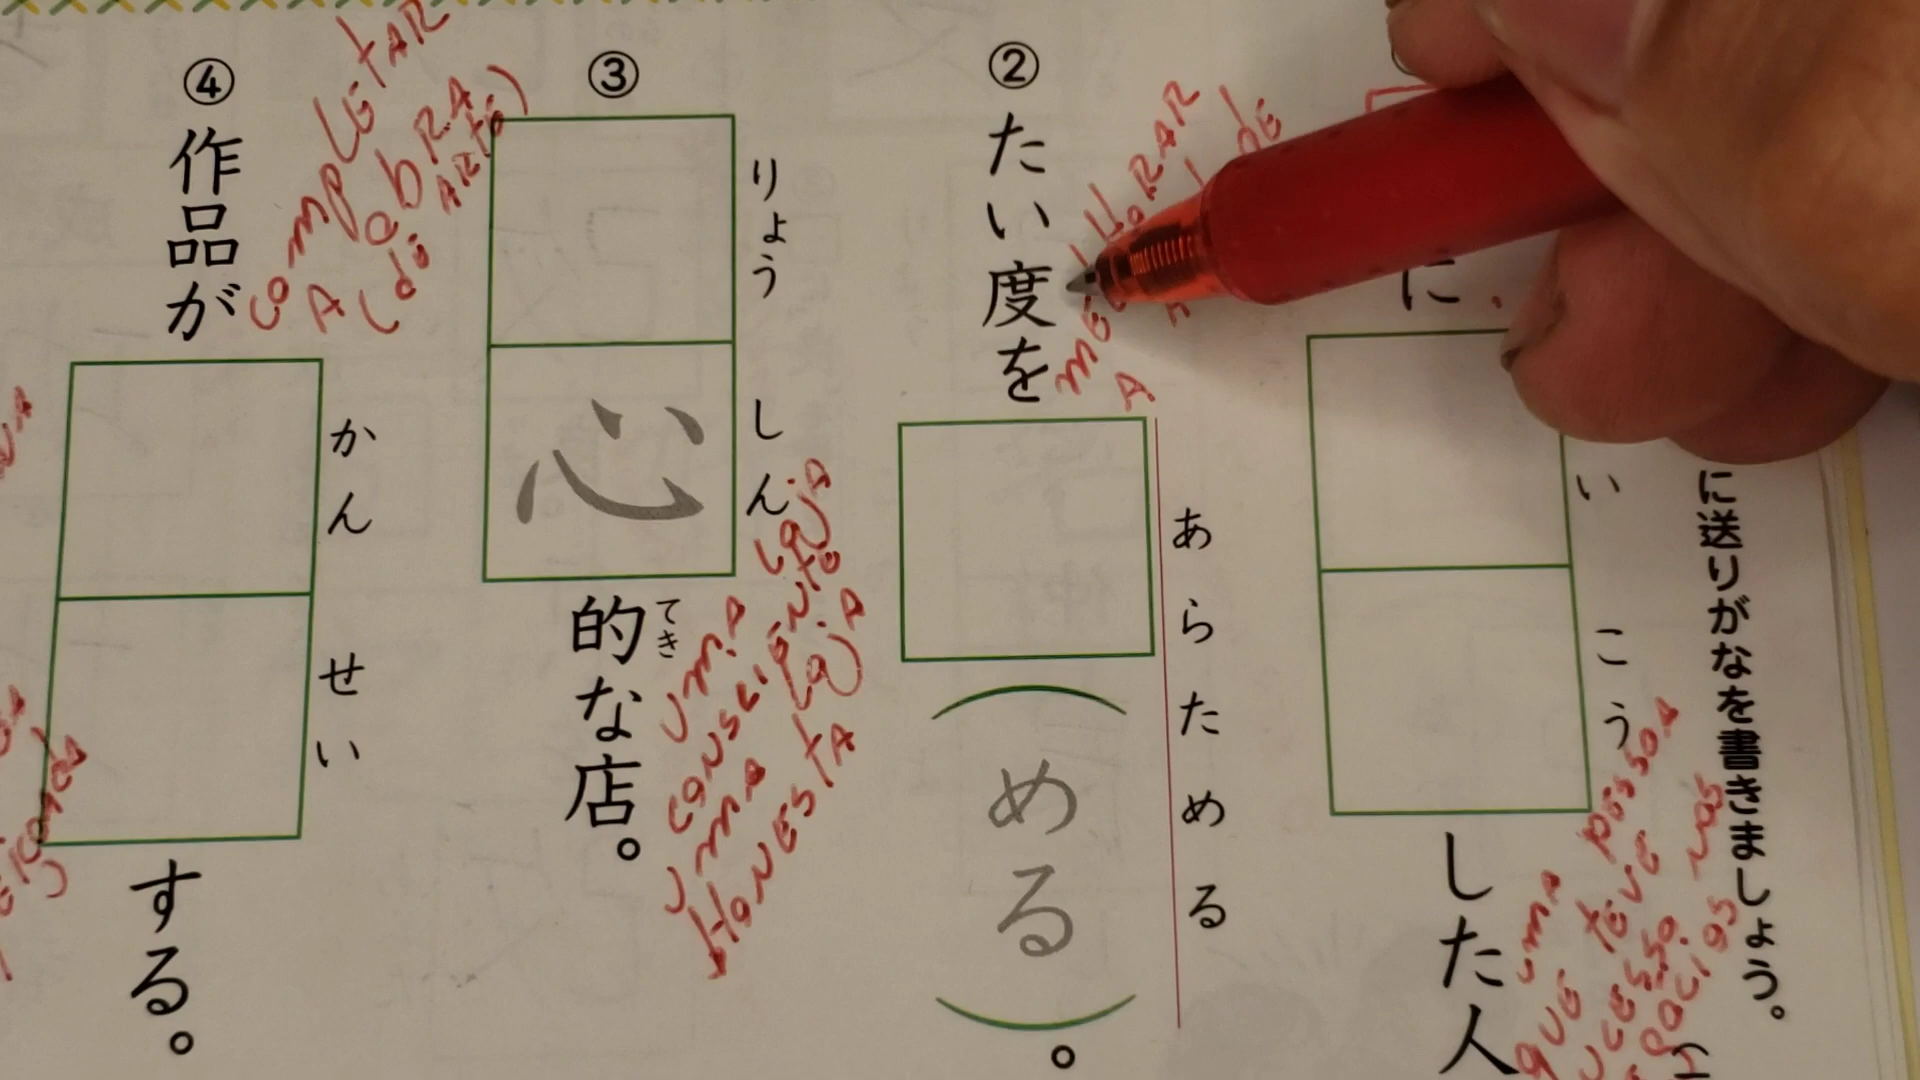 に送りがなを書きましょう。
に
いこう
した人
uma pessoa
que teve
nos
②
たい度を
あらためる
める
。
melhorar
A
de
③
りょう
しん
心
的な店。
てき
uma loja
consciente
uma loja
honesta
④
作品が
かん
せい
する。
completar
A obra
(de arte)